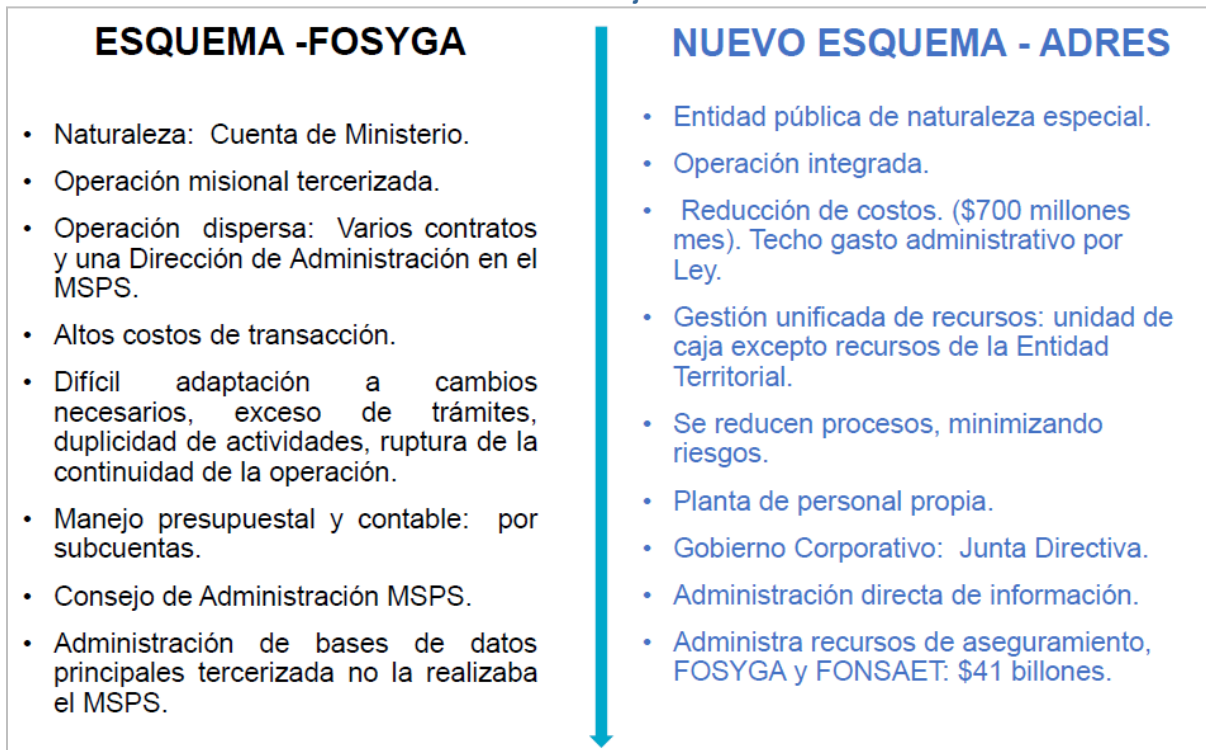 ESQUEMA -FOSYGA
• Naturaleza: Cuenta de Ministerio.
• Operación misional tercerizada.
• Operación dispersa: Varios contratos
y una Dirección de Administración en el
MSPS.
• Altos costos de transacción.
• Difícil adaptación a cambios
necesarios, exceso de trámites,
duplicidad de actividades, ruptura de la
continuidad de la operación.
• Manejo presupuestal y contable: por
subcuentas.
• Consejo de Administración MSPS.
• Administración de bases de datos
principales tercerizada no la realizaba
el MSPS.
NUEVO ESQUEMA - ADRES
• Entidad pública de naturaleza especial.
• Operación integrada.
• Reducción de costos. ($700 millones
mes). Techo gasto administrativo por
Ley.
• Gestión unificada de recursos: unidad de
caja excepto recursos de la Entidad
Territorial.
• Se reducen procesos, minimizando
riesgos.
• Planta de personal propia.
• Gobierno Corporativo: Junta Directiva.
• Administración directa de información.
• Administra recursos de aseguramiento,
FOSYGA y FONSAET: $41 billones.